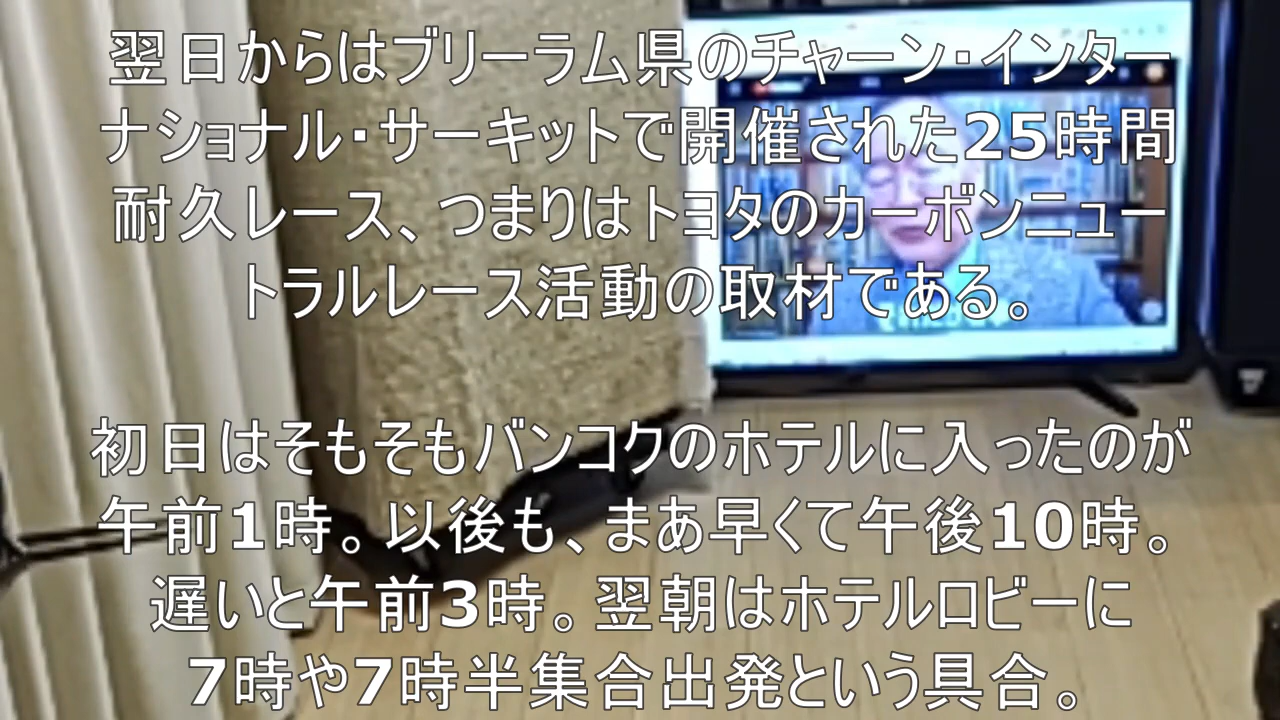 翌日からはブリーラム県のチャーン・インター
ナショナル・サーキットで開催された25時間
耐久レース、つまりはトヨタのカーボンニュー
トラルレース活動の取材である。
初日はそもそもバンコクのホテルに入ったのが
午前1時。以後も、まあ早くて午後10時。
遅いと午前3時。翌朝はホテルロビーに
7時や7時半集合出発という具合。